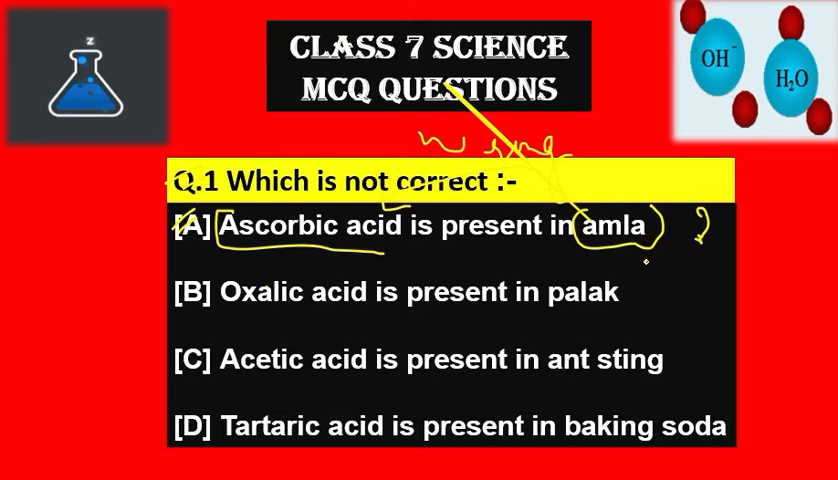 z
CLASS 7 SCIENCE
MCQ QUESTIONS
OH-
H2O
Q.1 Which is not correct :-
[A] Ascorbic acid is present in amla
[B] Oxalic acid is present in palak
[C] Acetic acid is present in ant sting
[D] Tartaric acid is present in baking soda